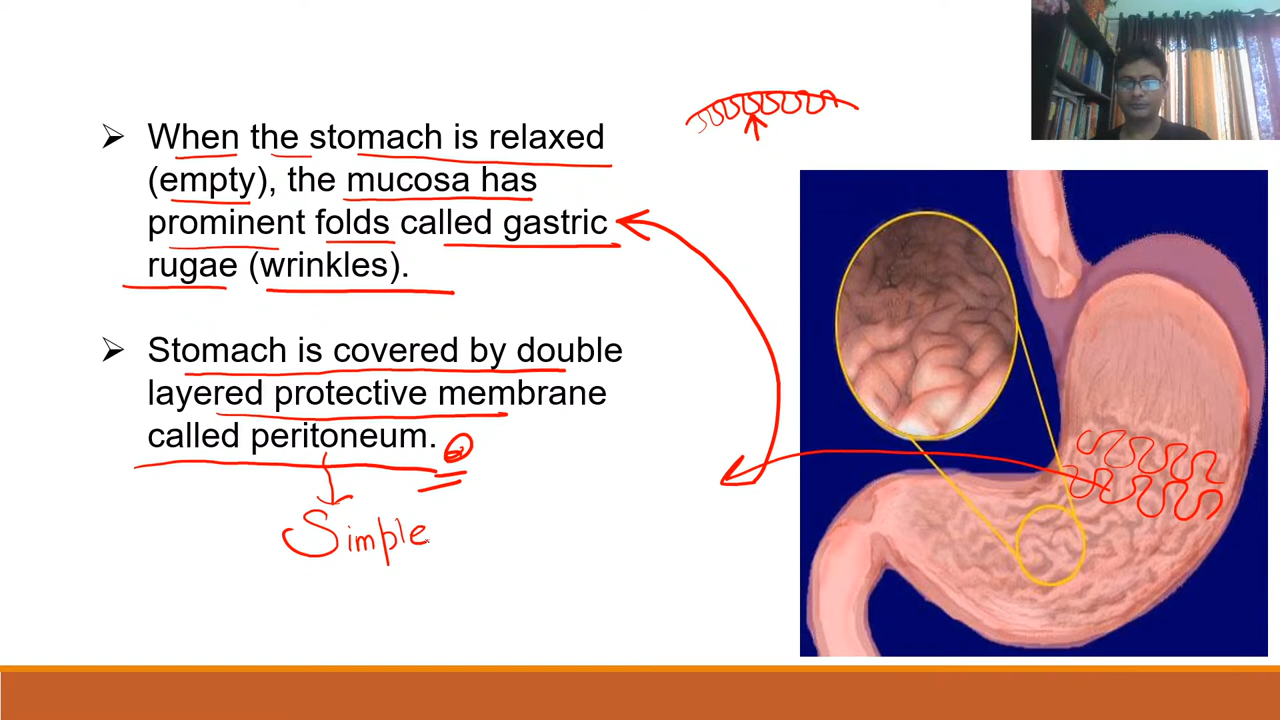 ➢ When the stomach is relaxed
(empty), the mucosa has
prominent folds called gastric
rugae (wrinkles).
➢ Stomach is covered by double
layered protective membrane
called peritoneum.
Simple